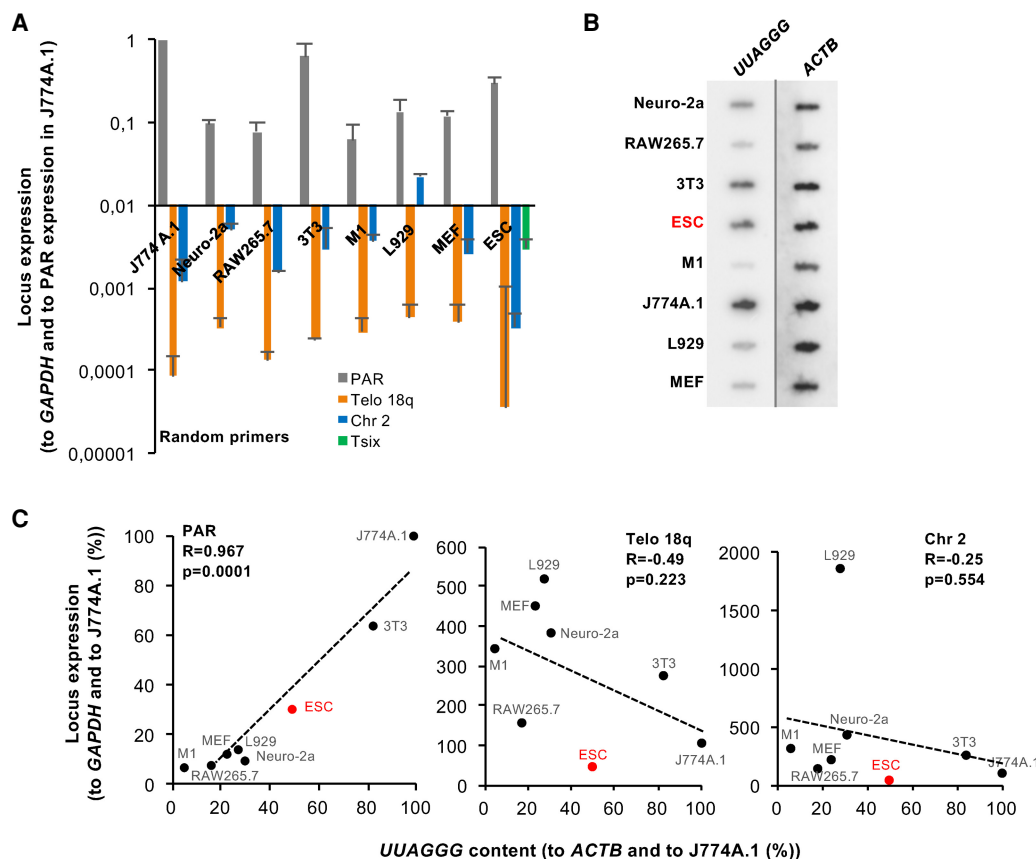 A
Locus expression
(to GAPDH and to PAR expression in J774A.1)
1
0,1
0,01
0,001
0,0001
0,00001
J774 A.1
Neuro-2a
RAW265.7
3T3
M1
L929
MEF
ESC
PAR
Telo 18q
Chr 2
Tsix
Random primers
B
UUAGGG
ACTB
Neuro-2a
RAW265.7
3T3
ESC
M1
J774A.1
L929
MEF
C
Locus expression
(to GAPDH and to J774A.1 (%))
PAR
R=0.967
p=0.0001
100
80
60
40
20
0
J774A.1
3T3
ESC
MEF
L929
M1
Neuro-2a
RAW265.7
0 20 40 60 80 100
Telo 18q
R=-0.49
p=0.223
600
500
400
300
200
100
0
L929
MEF
Neuro-2a
M1
3T3
RAW265.7
ESC
J774A.1
0 20 40 60 80 100
Chr 2
R=-0.25
p=0.554
2000
1500
1000
500
0
L929
Neuro-2a
M1
MEF
3T3
RAW265.7
ESC
J774A.1
0 20 40 60 80 100
UUAGGG content (to ACTB and to J774A.1 (%))